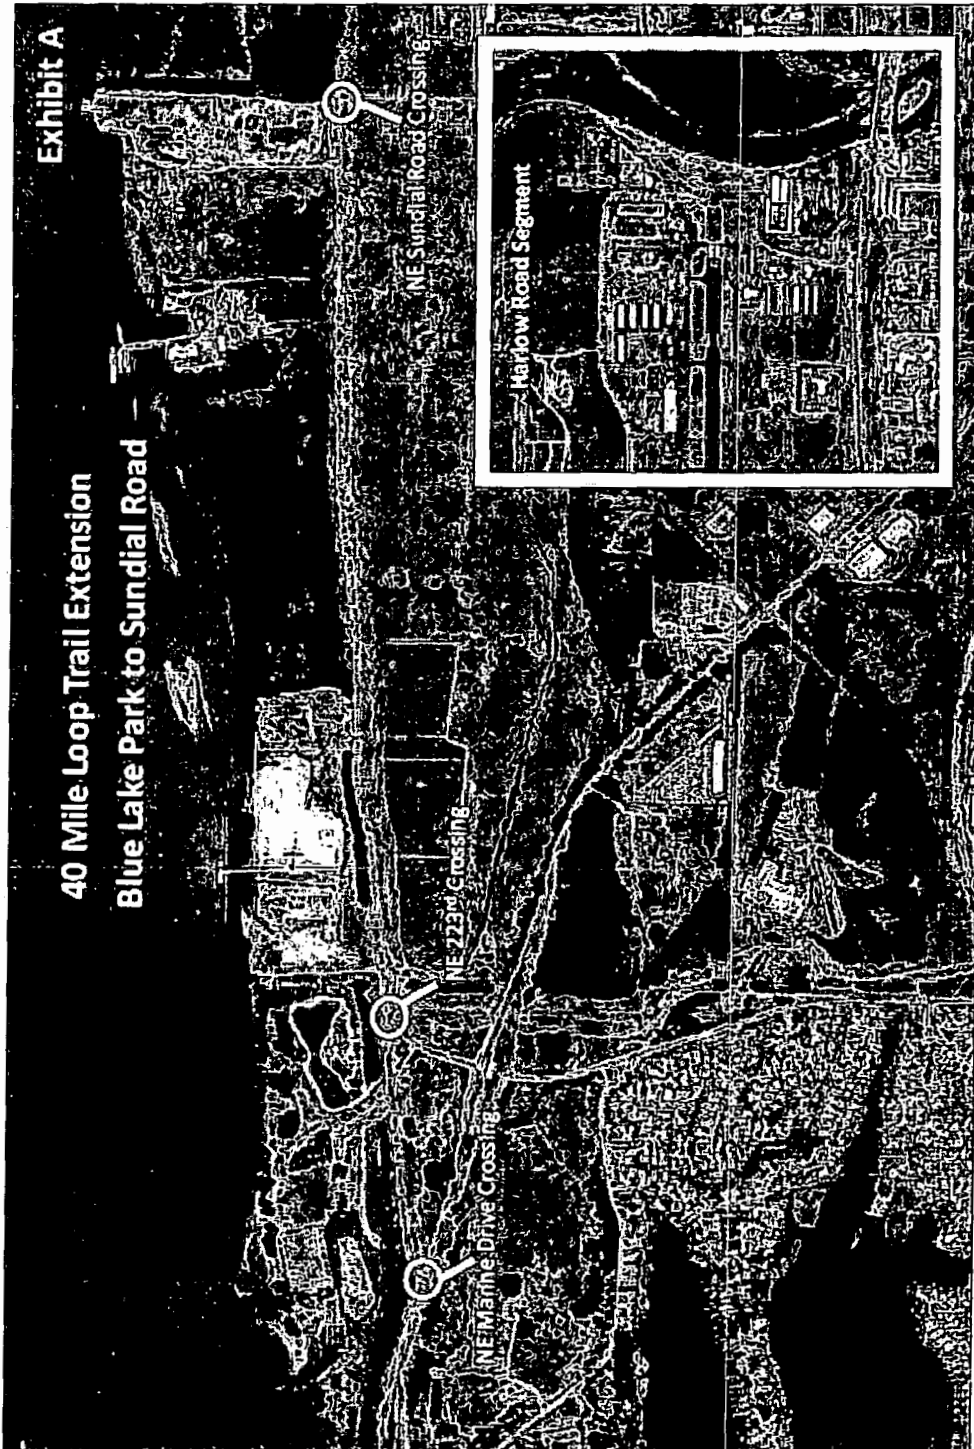 Exhibit A
40 Mile Loop Trail Extension
Blue Lake Park to Sundial Road
NE Sundial Road Crossing
Harlow Road Segment
NE 223rd Crossing
NE Marine Drive Crossing